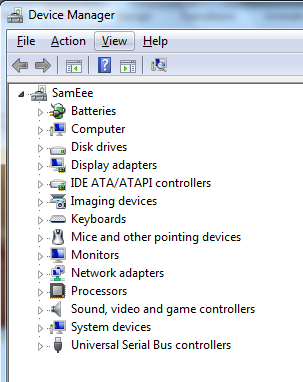 Device Manager
File Action View Help
SamEee
Batteries
Computer
Disk drives
Display adapters
IDE ATA/ATAPI controllers
Imaging devices
Keyboards
Mice and other pointing devices
Monitors
Network adapters
Processors
Sound, video and game controllers
System devices
Universal Serial Bus controllers